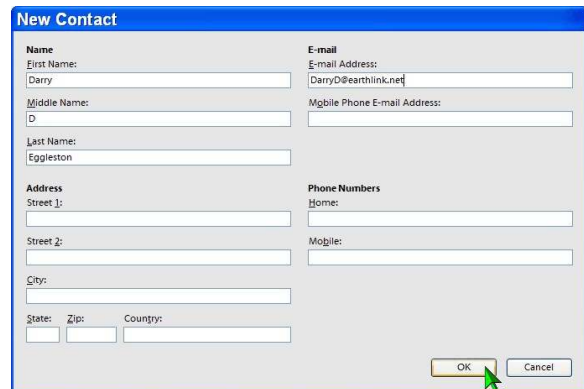 New Contact
Name
First Name:
Darry
Middle Name:
D
Last Name:
Eggleston
E-mail
E-mail Address:
DarryD@earthlink.net
Mobile Phone E-mail Address:
Address
Street 1:
Street 2:
City:
State: Zip: Country:
Phone Numbers
Home:
Mobile:
OK Cancel